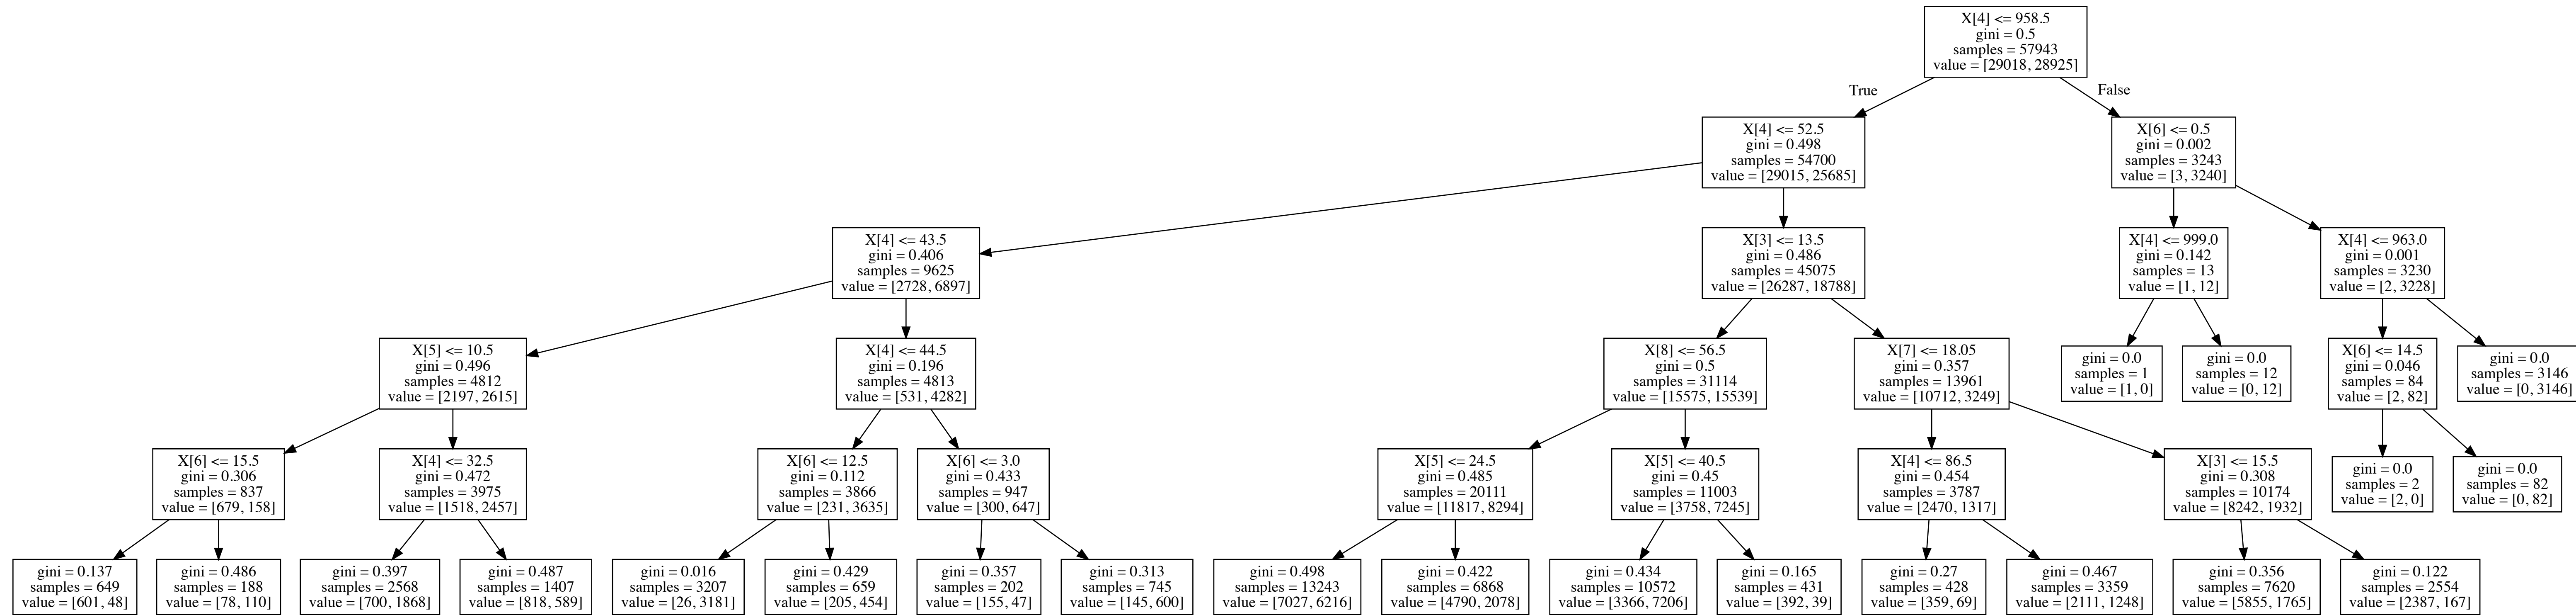 X[4] <= 958.5
gini = 0.5
samples = 57943
value = [29018, 28925]
True
False
X[4] <= 52.5
gini = 0.498
samples = 54700
value = [29015, 25685]
X[6] <= 0.5
gini = 0.002
samples = 3243
value = [3, 3240]
X[4] <= 43.5
gini = 0.406
samples = 9625
value = [2728, 6897]
X[3] <= 13.5
gini = 0.486
samples = 45075
value = [26287, 18788]
X[4] <= 999.0
gini = 0.142
samples = 13
value = [1, 12]
X[4] <= 963.0
gini = 0.001
samples = 3230
value = [2, 3228]
X[5] <= 10.5
gini = 0.496
samples = 4812
value = [2197, 2615]
X[4] <= 44.5
gini = 0.196
samples = 4813
value = [531, 4282]
X[8] <= 56.5
gini = 0.5
samples = 31114
value = [15575, 15539]
X[7] <= 18.05
gini = 0.357
samples = 13961
value = [10712, 3249]
gini = 0.0
samples = 1
value = [1, 0]
gini = 0.0
samples = 12
value = [0, 12]
X[6] <= 14.5
gini = 0.046
samples = 84
value = [2, 82]
gini = 0.0
samples = 3146
value = [0, 3146]
X[6] <= 15.5
gini = 0.306
samples = 837
value = [679, 158]
X[4] <= 32.5
gini = 0.472
samples = 3975
value = [1518, 2457]
X[6] <= 12.5
gini = 0.112
samples = 3866
value = [231, 3635]
X[6] <= 3.0
gini = 0.433
samples = 947
value = [300, 647]
X[5] <= 24.5
gini = 0.485
samples = 20111
value = [11817, 8294]
X[5] <= 40.5
gini = 0.45
samples = 11003
value = [3758, 7245]
X[4] <= 86.5
gini = 0.454
samples = 3787
value = [2470, 1317]
X[3] <= 15.5
gini = 0.308
samples = 10174
value = [8242, 1932]
gini = 0.0
samples = 2
value = [2, 0]
gini = 0.0
samples = 82
value = [0, 82]
gini = 0.137
samples = 649
value = [601, 48]
gini = 0.486
samples = 188
value = [78, 110]
gini = 0.397
samples = 2568
value = [700, 1868]
gini = 0.487
samples = 1407
value = [818, 589]
gini = 0.016
samples = 3207
value = [26, 3181]
gini = 0.429
samples = 659
value = [205, 454]
gini = 0.357
samples = 202
value = [155, 47]
gini = 0.313
samples = 745
value = [145, 600]
gini = 0.498
samples = 13243
value = [7027, 6216]
gini = 0.422
samples = 6868
value = [4790, 2078]
gini = 0.434
samples = 10572
value = [3366, 7206]
gini = 0.165
samples = 431
value = [392, 39]
gini = 0.27
samples = 428
value = [359, 69]
gini = 0.467
samples = 3359
value = [2111, 1248]
gini = 0.356
samples = 7620
value = [5855, 1765]
gini = 0.122
samples = 2554
value = [2387, 167]